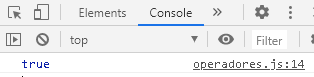 Elements Console
top Filter
true operadores.js:14